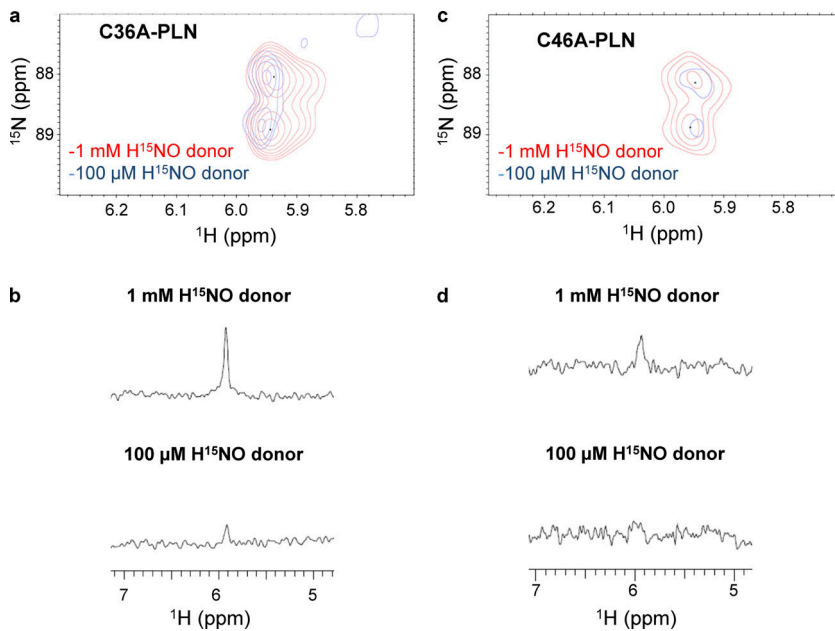 a
C36A-PLN
88
89
¹⁵N (ppm)
-1 mM H¹⁵NO donor
-100 µM H¹⁵NO donor
6.2 6.1 6.0 5.9 5.8
¹H (ppm)
c
C46A-PLN
88
89
¹⁵N (ppm)
-1 mM H¹⁵NO donor
-100 µM H¹⁵NO donor
6.2 6.1 6.0 5.9 5.8
¹H (ppm)
b
1 mM H¹⁵NO donor
100 µM H¹⁵NO donor
7 6 5
¹H (ppm)
d
1 mM H¹⁵NO donor
100 µM H¹⁵NO donor
7 6 5
¹H (ppm)